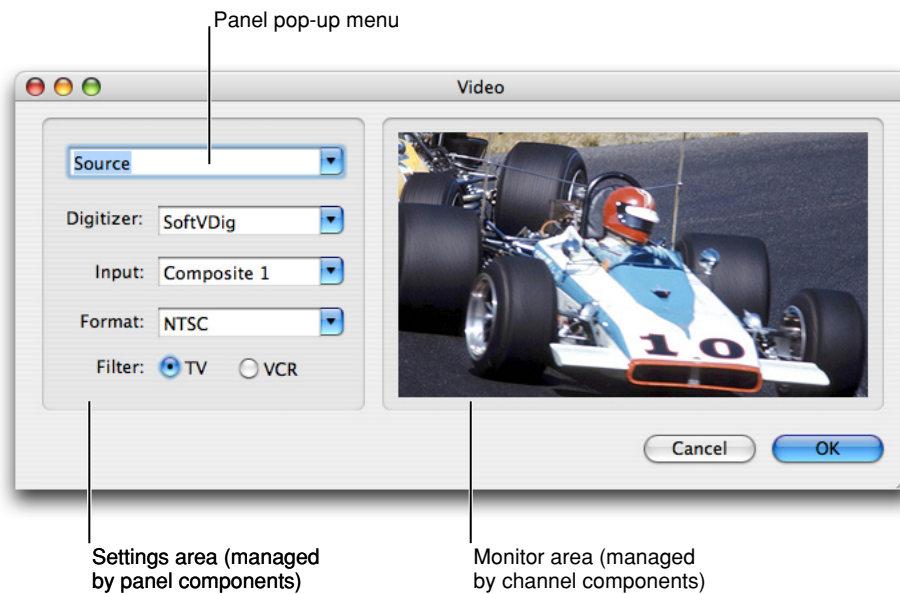 Panel pop-up menu
Video
Source
Digitizer: SoftVDig
Input: Composite 1
Format: NTSC
Filter: TV VCR
10
Cancel OK
Settings area (managed
by panel components)
Monitor area (managed
by channel components)